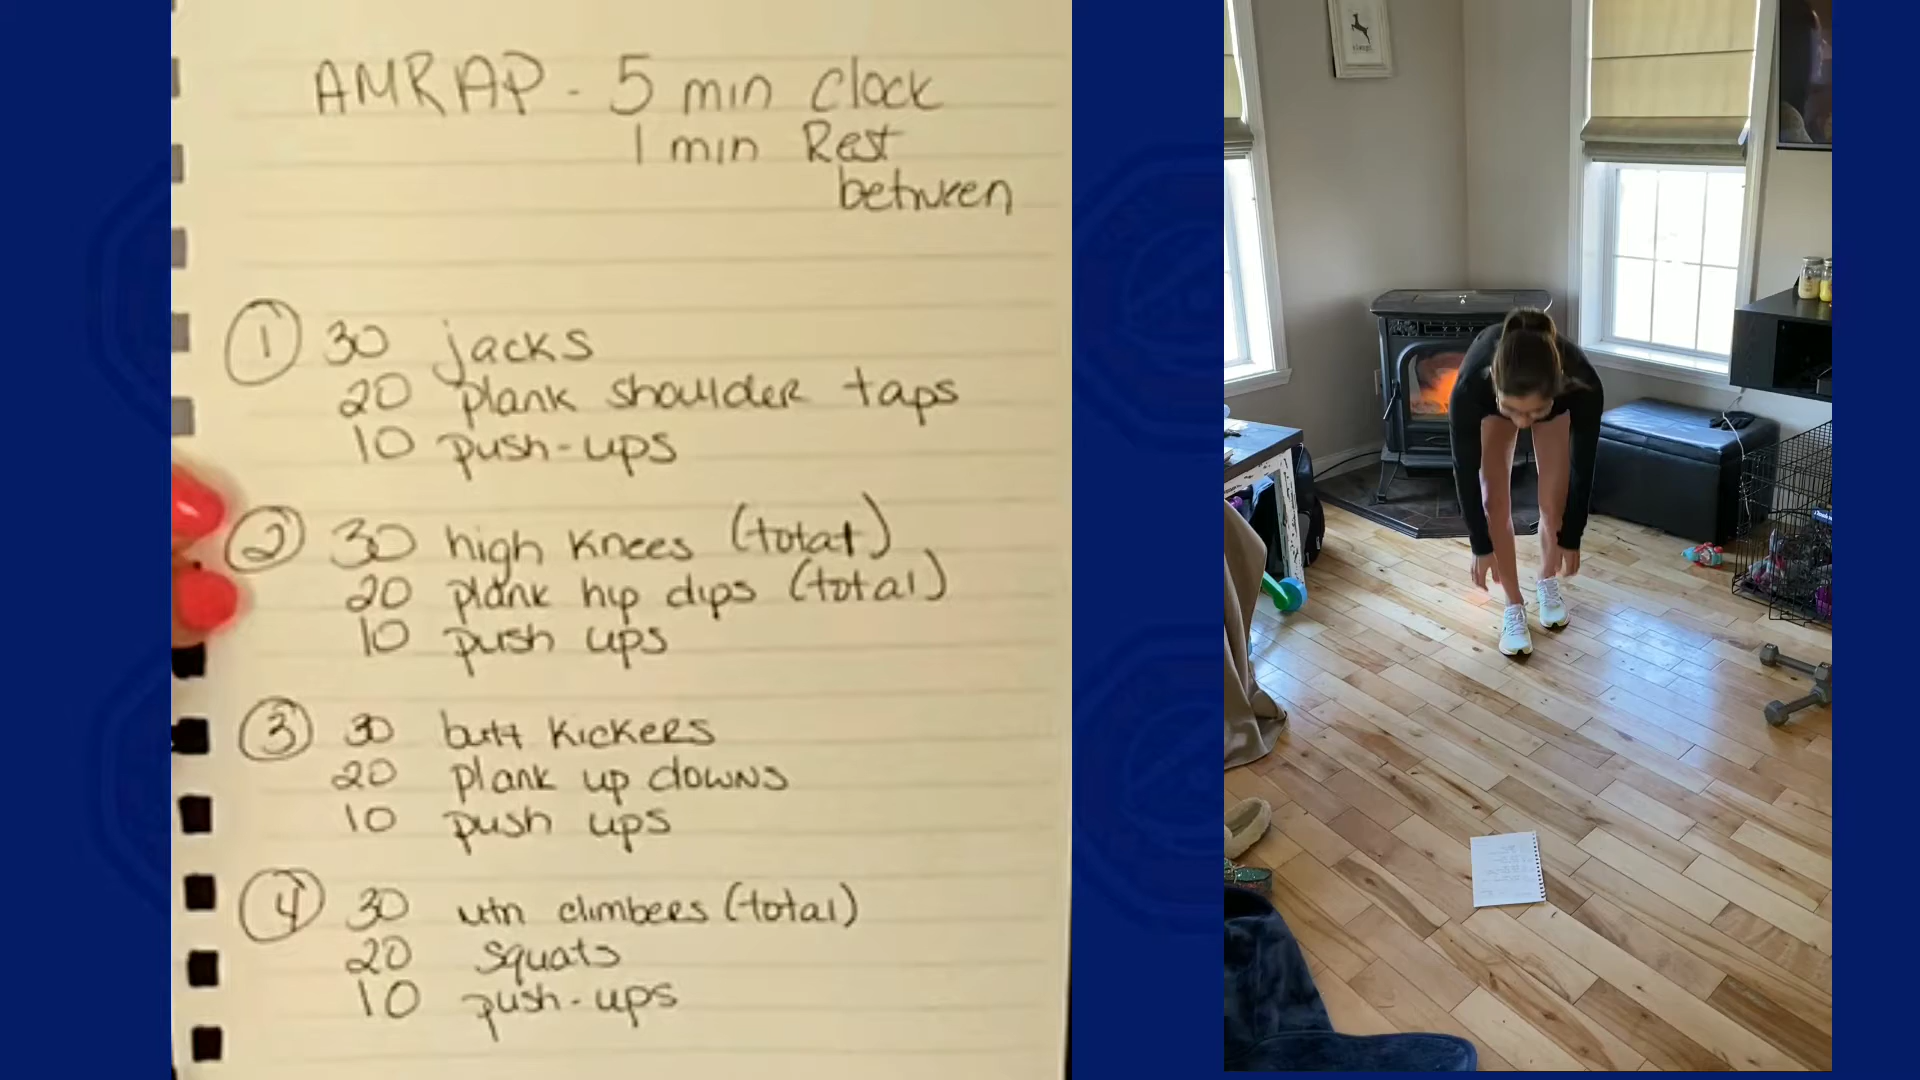 AMRAP - 5 min Clock
1 min Rest
between
1 30 jacks
20 plank shoulder taps
10 push-ups
2 30 high knees (total)
20 plank hip dips (total)
10 push ups
3 30 butt kickers
20 plank up downs
10 push ups
4 30 mtn climbers (total)
20 squats
10 push-ups